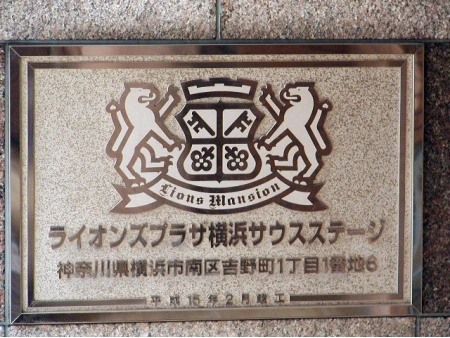 Lions Mansion
ライオンズプラザ横浜サウスステージ
神奈川県横浜市南区吉野町1丁目1番地6
平成15年2月竣工